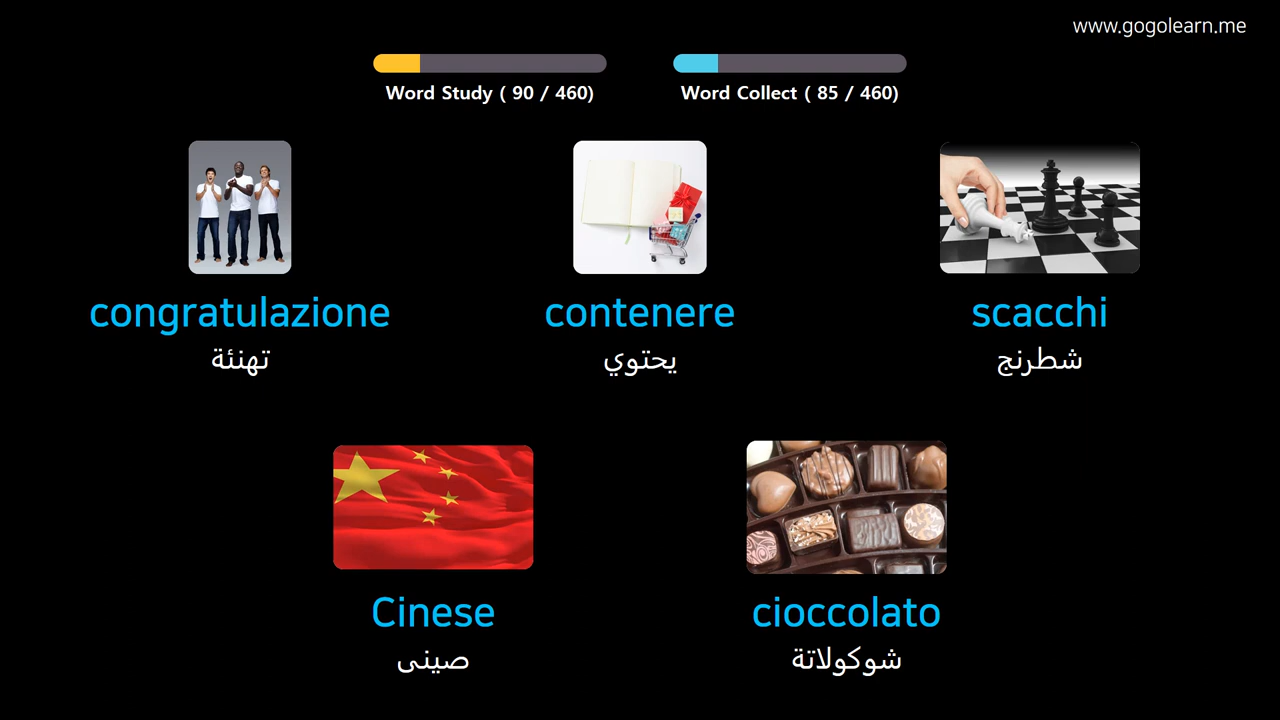 www.gogolearn.me
Word Study ( 90 / 460)
Word Collect ( 85 / 460)
congratulazione
تهنئة
contenere
يحتوي
scacchi
شطرنج
Cinese
صينى
cioccolato
شوكولاتة